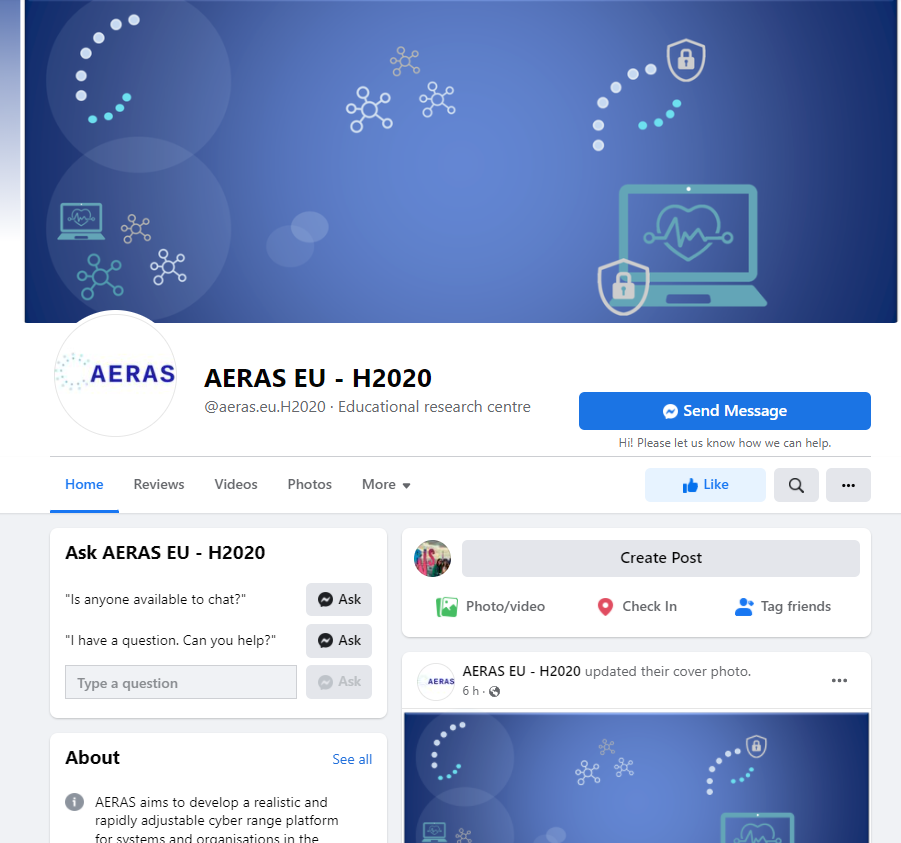 AERAS
AERAS EU - H2020
@aeras.eu.H2020 · Educational research centre
Send Message
Hi! Please let us know how we can help.
Home Reviews Videos Photos More
Like
Ask AERAS EU - H2020
"Is anyone available to chat?" Ask
"I have a question. Can you help?" Ask
Type a question Ask
About See all
AERAS aims to develop a realistic and
rapidly adjustable cyber range platform
for systems and organisations in the
Create Post
Photo/video Check In Tag friends
AERAS
AERAS EU - H2020 updated their cover photo.
6 h ·